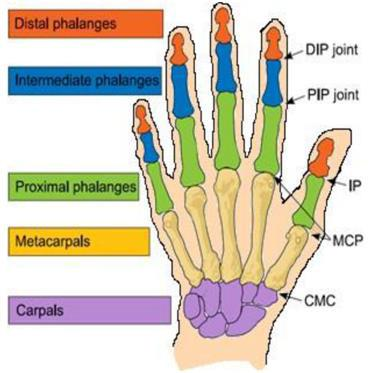 Distal phalanges
DIP joint
Intermediate phalanges
PIP joint
Proximal phalanges
IP
Metacarpals
MCP
Carpals
CMC